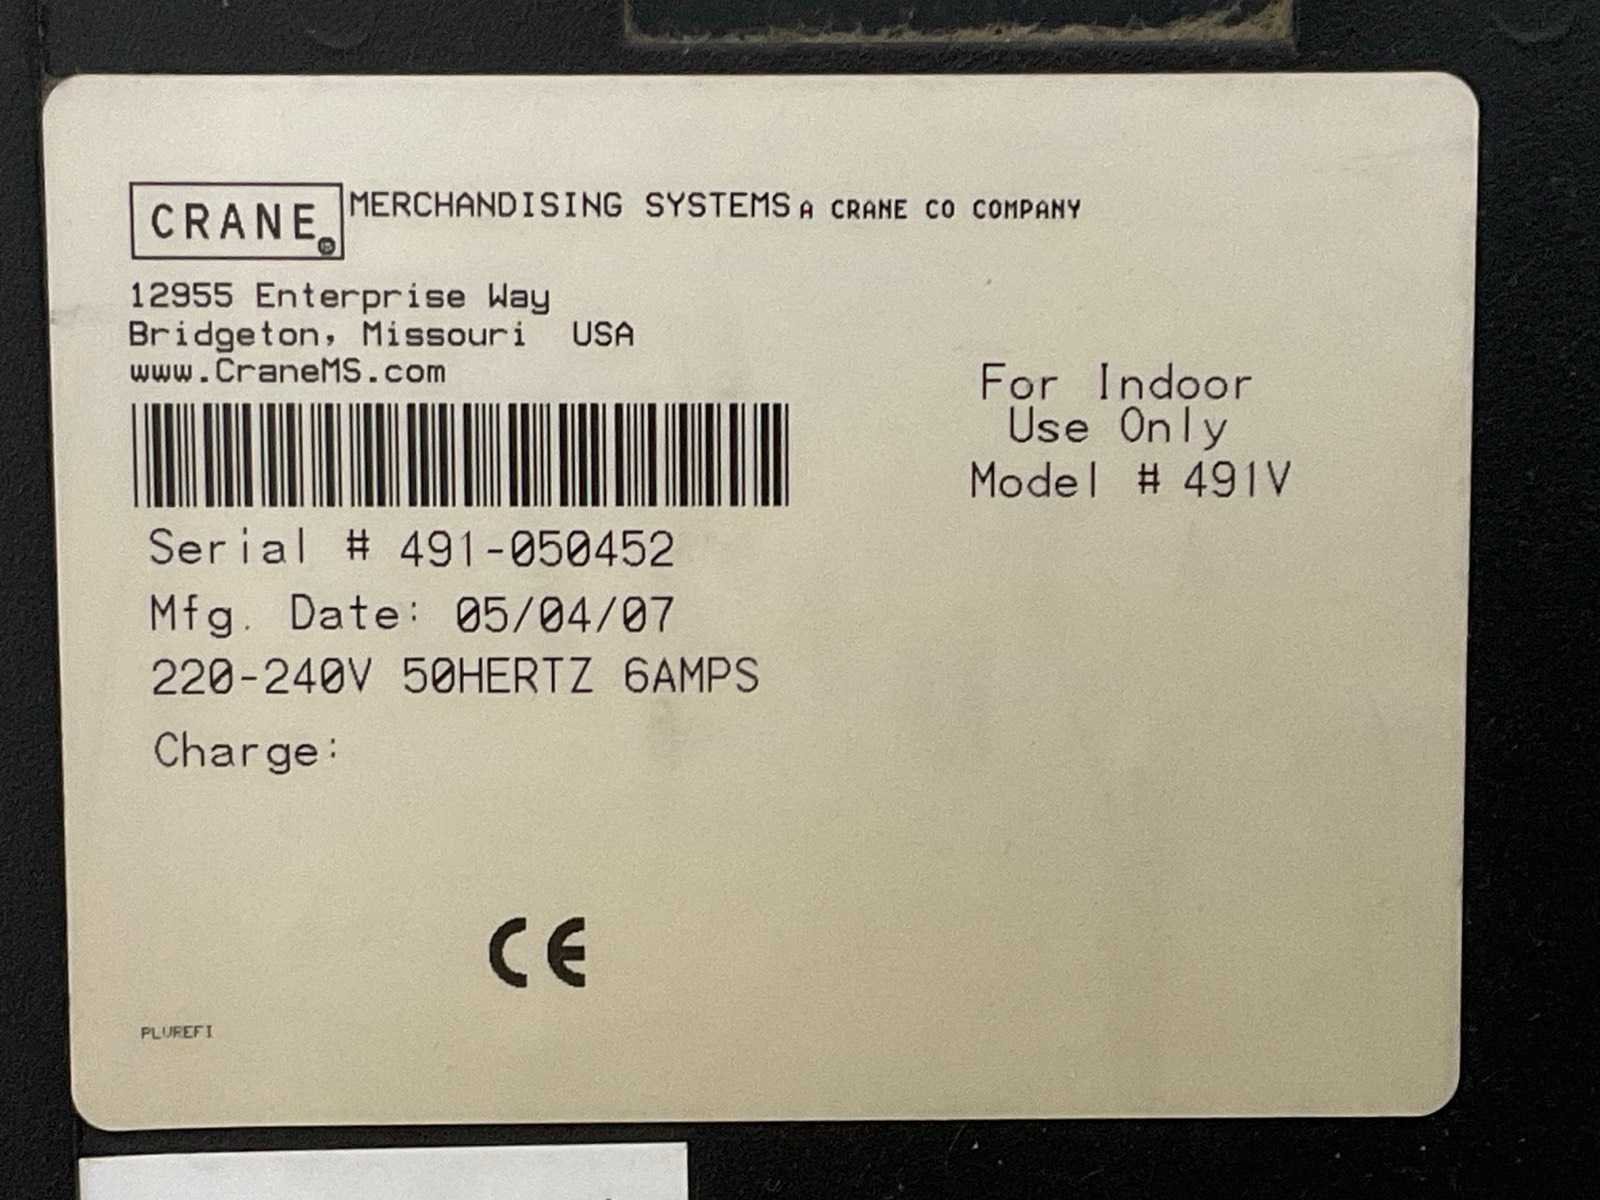 CRANE® MERCHANDISING SYSTEMS A CRANE CO COMPANY
12955 Enterprise Way
Bridgeton, Missouri USA
www.CraneMS.com
For Indoor
Use Only
Model # 491V
Serial # 491-050452
Mfg. Date: 05/04/07
220-240V 50HERTZ 6AMPS
Charge:
CE
PLUREFI